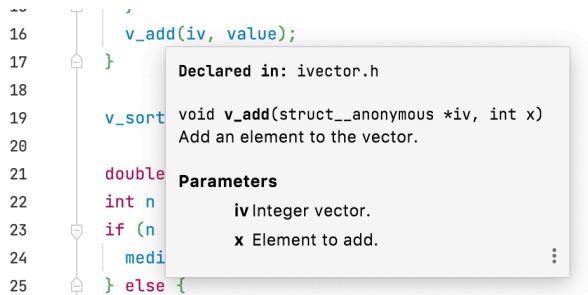 16 v_add(iv, value);
17 }
Declared in: ivector.h
18
19 v_sort
void v_add(struct__anonymous *iv, int x)
Add an element to the vector.
20
21 double
Parameters
22 int n
iv Integer vector.
23 if (n
x Element to add.
24 medi
25 } else {